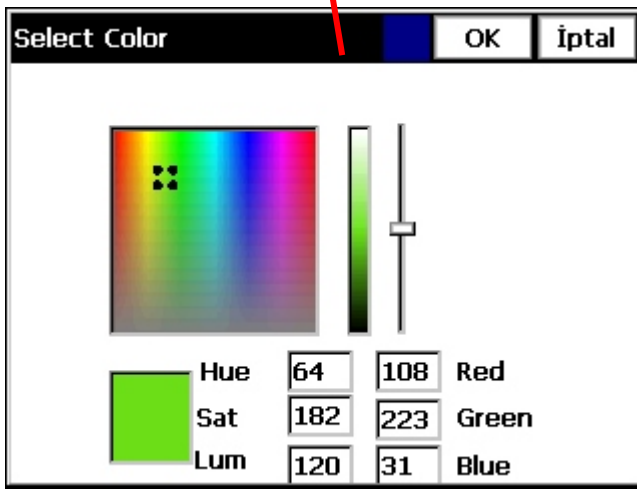 Select Color OK İptal
Hue 64 108 Red
Sat 182 223 Green
Lum 120 31 Blue